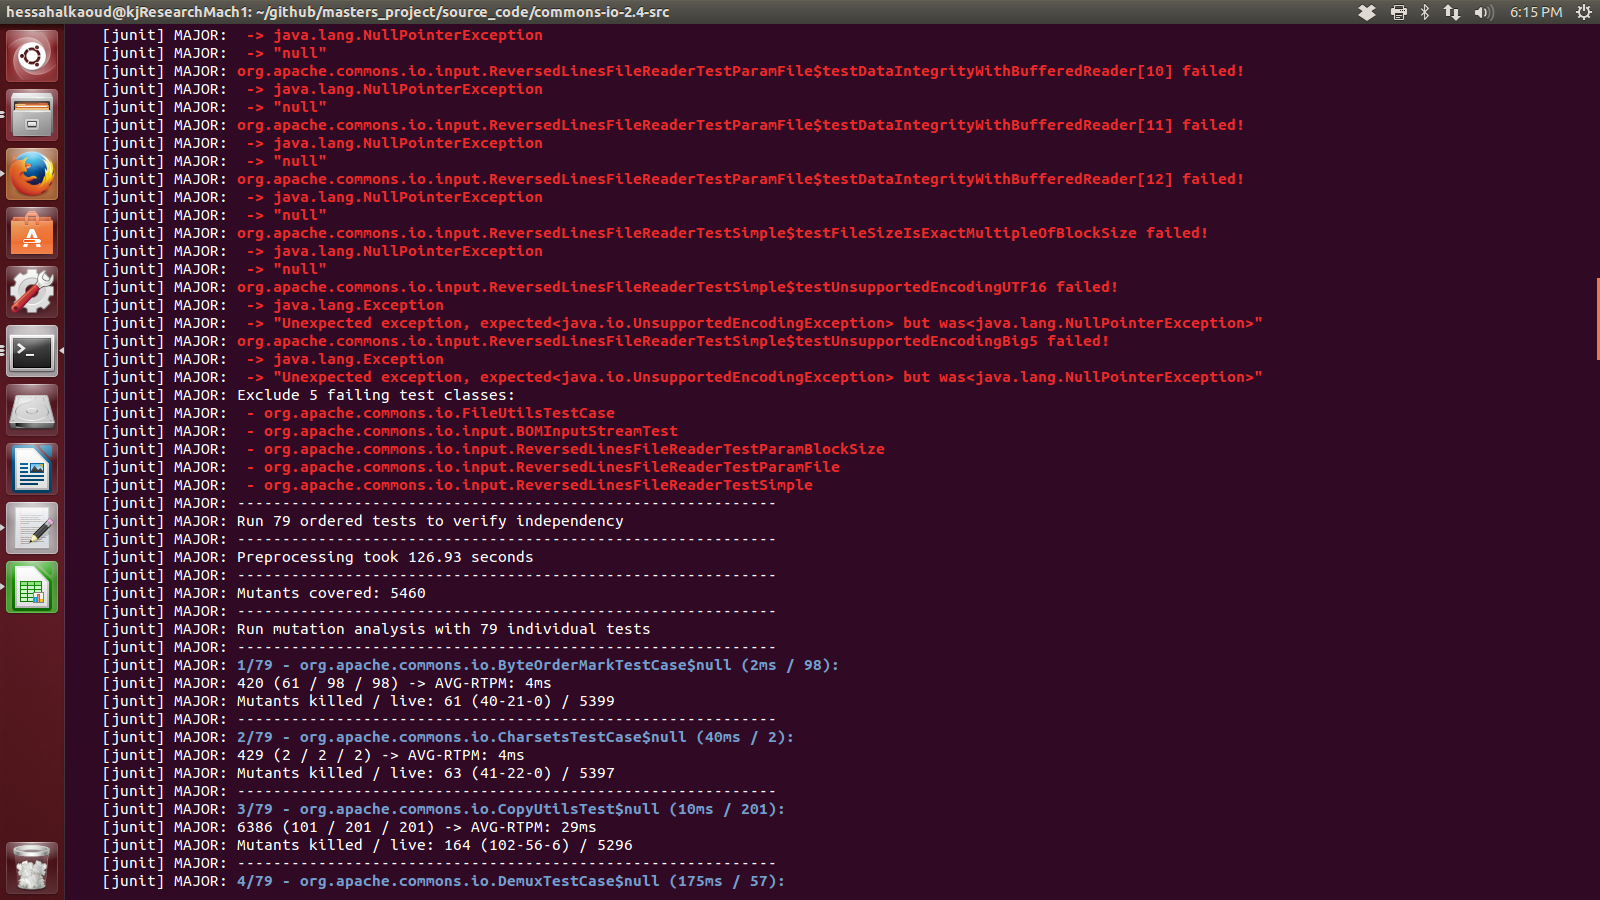 hessahalkaoud@kjResearchMach1: ~/github/masters_project/source_code/commons-io-2.4-src 6:15 PM
[junit] MAJOR:  -> java.lang.NullPointerException
[junit] MAJOR:  -> "null"
[junit] MAJOR: org.apache.commons.io.input.ReversedLinesFileReaderTestParamFile$testDataIntegrityWithBufferedReader[10] failed!
[junit] MAJOR:  -> java.lang.NullPointerException
[junit] MAJOR:  -> "null"
[junit] MAJOR: org.apache.commons.io.input.ReversedLinesFileReaderTestParamFile$testDataIntegrityWithBufferedReader[11] failed!
[junit] MAJOR:  -> java.lang.NullPointerException
[junit] MAJOR:  -> "null"
[junit] MAJOR: org.apache.commons.io.input.ReversedLinesFileReaderTestParamFile$testDataIntegrityWithBufferedReader[12] failed!
[junit] MAJOR:  -> java.lang.NullPointerException
[junit] MAJOR:  -> "null"
[junit] MAJOR: org.apache.commons.io.input.ReversedLinesFileReaderTestSimple$testFileSizeIsExactMultipleOfBlockSize failed!
[junit] MAJOR:  -> java.lang.NullPointerException
[junit] MAJOR:  -> "null"
[junit] MAJOR: org.apache.commons.io.input.ReversedLinesFileReaderTestSimple$testUnsupportedEncodingUTF16 failed!
[junit] MAJOR:  -> java.lang.Exception
[junit] MAJOR:  -> "Unexpected exception, expected<java.io.UnsupportedEncodingException> but was<java.lang.NullPointerException>"
[junit] MAJOR: org.apache.commons.io.input.ReversedLinesFileReaderTestSimple$testUnsupportedEncodingBig5 failed!
[junit] MAJOR:  -> java.lang.Exception
[junit] MAJOR:  -> "Unexpected exception, expected<java.io.UnsupportedEncodingException> but was<java.lang.NullPointerException>"
[junit] MAJOR: Exclude 5 failing test classes:
[junit] MAJOR:  - org.apache.commons.io.FileUtilsTestCase
[junit] MAJOR:  - org.apache.commons.io.input.BOMInputStreamTest
[junit] MAJOR:  - org.apache.commons.io.input.ReversedLinesFileReaderTestParamBlockSize
[junit] MAJOR:  - org.apache.commons.io.input.ReversedLinesFileReaderTestParamFile
[junit] MAJOR:  - org.apache.commons.io.input.ReversedLinesFileReaderTestSimple
[junit] MAJOR: ------------------------------------------------------------
[junit] MAJOR: Run 79 ordered tests to verify independency
[junit] MAJOR: ------------------------------------------------------------
[junit] MAJOR: Preprocessing took 126.93 seconds
[junit] MAJOR: ------------------------------------------------------------
[junit] MAJOR: Mutants covered: 5460
[junit] MAJOR: ------------------------------------------------------------
[junit] MAJOR: Run mutation analysis with 79 individual tests
[junit] MAJOR: ------------------------------------------------------------
[junit] MAJOR: 1/79 - org.apache.commons.io.ByteOrderMarkTestCase$null (2ms / 98):
[junit] MAJOR: 420 (61 / 98 / 98) -> AVG-RTPM: 4ms
[junit] MAJOR: Mutants killed / live: 61 (40-21-0) / 5399
[junit] MAJOR: ------------------------------------------------------------
[junit] MAJOR: 2/79 - org.apache.commons.io.CharsetsTestCase$null (40ms / 2):
[junit] MAJOR: 429 (2 / 2 / 2) -> AVG-RTPM: 4ms
[junit] MAJOR: Mutants killed / live: 63 (41-22-0) / 5397
[junit] MAJOR: ------------------------------------------------------------
[junit] MAJOR: 3/79 - org.apache.commons.io.CopyUtilsTest$null (10ms / 201):
[junit] MAJOR: 6386 (101 / 201 / 201) -> AVG-RTPM: 29ms
[junit] MAJOR: Mutants killed / live: 164 (102-56-6) / 5296
[junit] MAJOR: ------------------------------------------------------------
[junit] MAJOR: 4/79 - org.apache.commons.io.DemuxTestCase$null (175ms / 57):